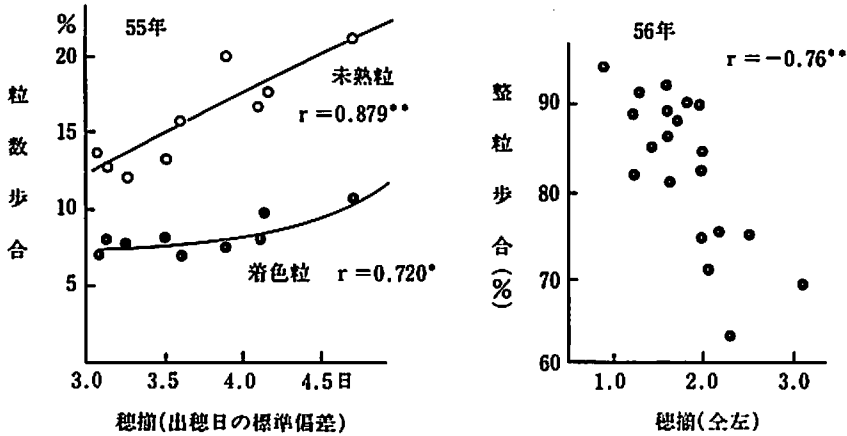 %
55年
20
15
10
5
粒数歩合
未熟粒
r=0.879**
着色粒 r=0.720*
3.0 3.5 4.0 4.5日
穂揃(出穂日の標準偏差)
56年
r=-0.76**
整粒歩合(%)
90
80
70
60
1.0 2.0 3.0
穂揃(仝左)